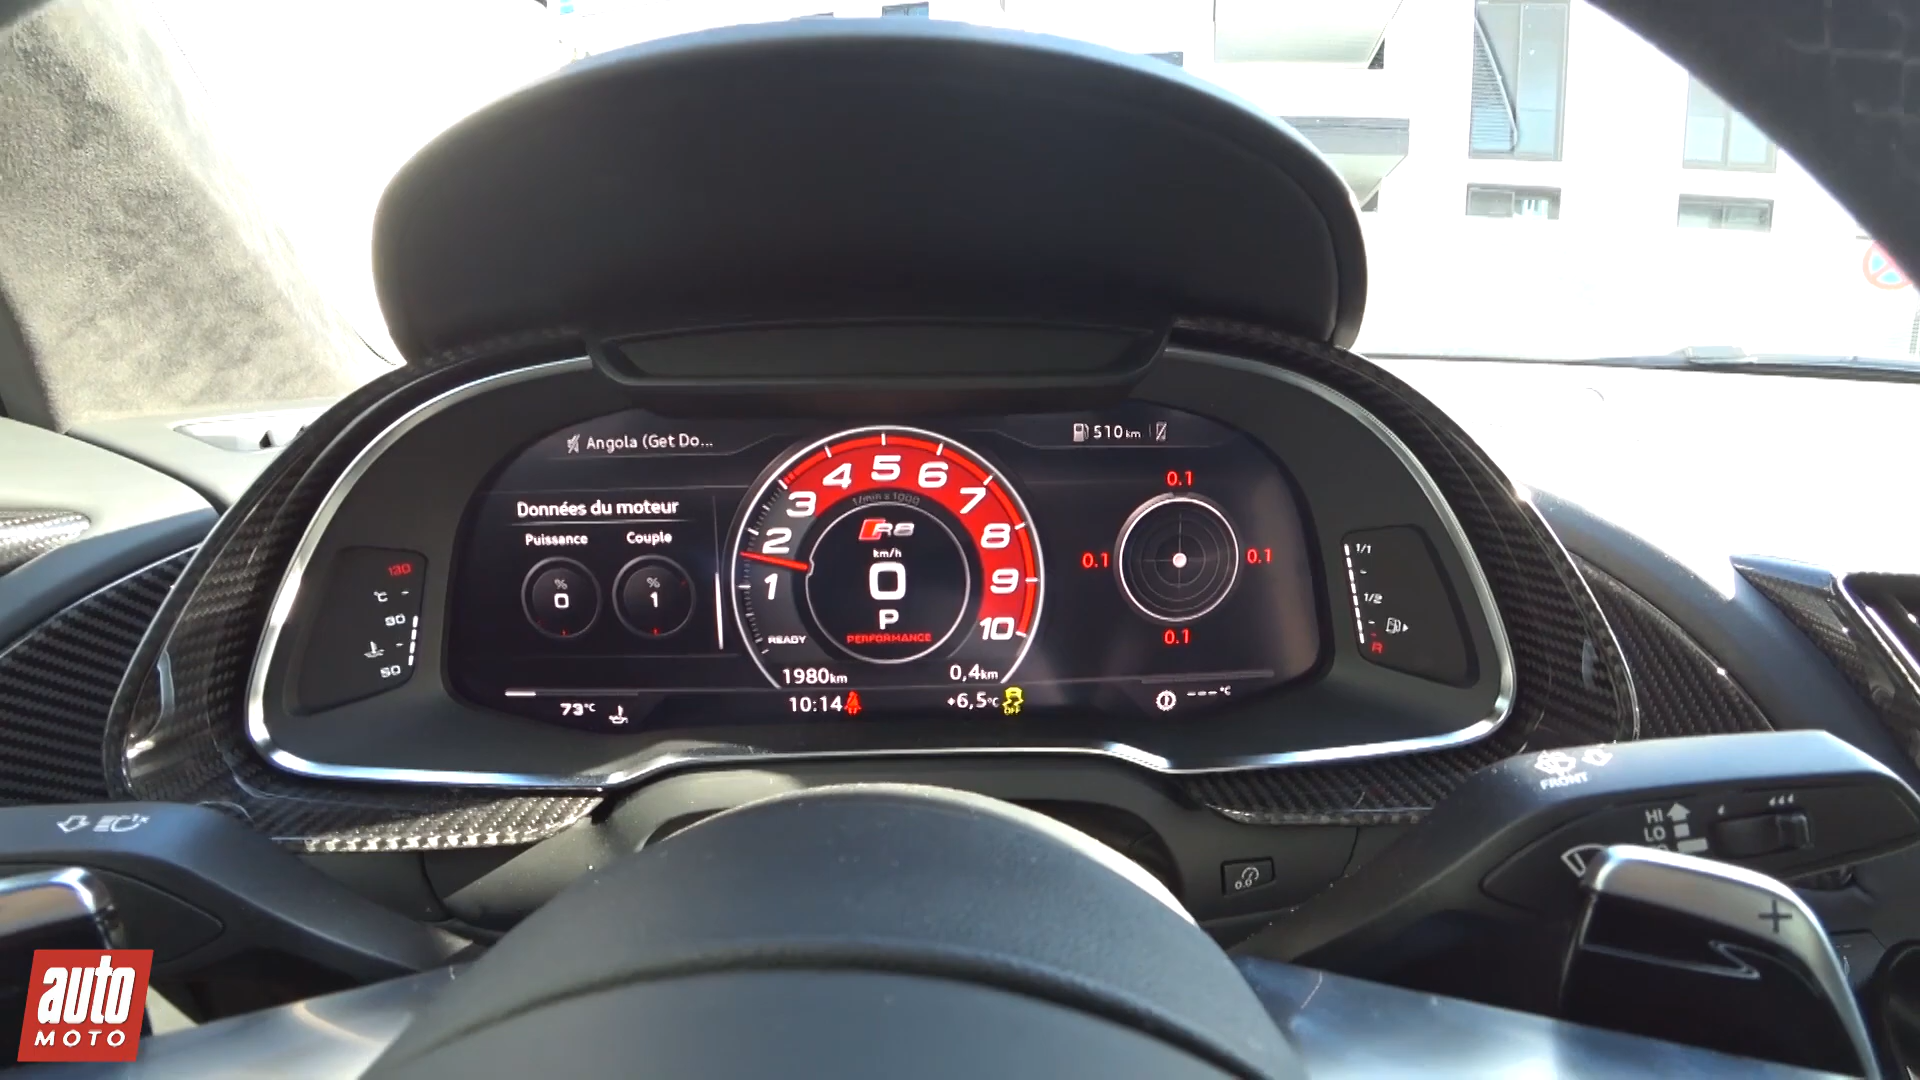 Angola (Get Do...
510 km
Données du moteur
Puissance
Couple
%
0
%
1
1
2
3
4
5
6
7
8
9
10
1/min x 1000
R8
km/h
0
P
PERFORMANCE
READY
1980km
0,4km
10:14
+6,5°C
OFF
73°C
---°C
0.1
0.1
0.1
0.1
130
°C
50
1/1
1/2
R
FRONT
HI
LO
0.0
+
auto
MOTO